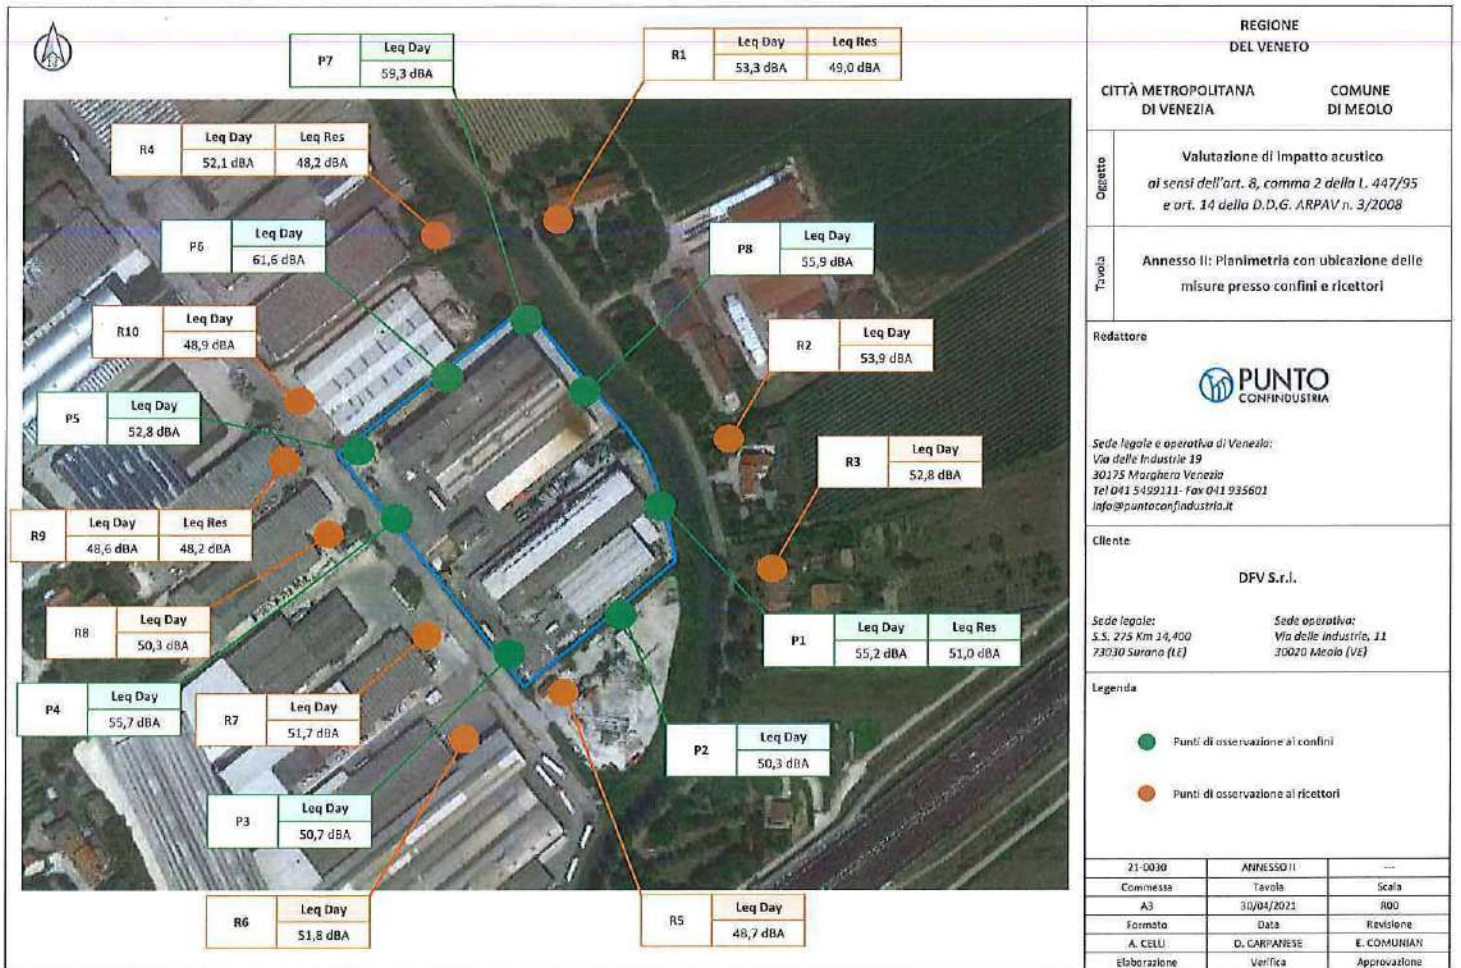 P7
Leq Day
59,3 dBA
R1
Leq Day Leq Res
53,3 dBA 49,0 dBA
R4
Leq Day Leq Res
52,1 dBA 48,2 dBA
P6
Leq Day
61,6 dBA
P8
Leq Day
55,9 dBA
R10
Leq Day
48,9 dBA
R2
Leq Day
53,9 dBA
P5
Leq Day
52,8 dBA
R3
Leq Day
52,8 dBA
R9
Leq Day Leq Res
48,6 dBA 48,2 dBA
R8
Leq Day
50,3 dBA
P1
Leq Day Leq Res
55,2 dBA 51,0 dBA
P4
Leq Day
55,7 dBA
R7
Leq Day
51,7 dBA
P2
Leq Day
50,3 dBA
P3
Leq Day
50,7 dBA
R6
Leq Day
51,8 dBA
R5
Leq Day
48,7 dBA
REGIONE
DEL VENETO
CITTÀ METROPOLITANA
DI VENEZIA
COMUNE
DI MEOLO
Oggetto
Valutazione di impatto acustico
ai sensi dell'art. 8, comma 2 della L. 447/95
e art. 14 della D.D.G. ARPAV n. 3/2008
Tavola
Annesso II: Planimetria con ubicazione delle
misure presso confini e ricettori
Redattore
PUNTO
CONFINDUSTRIA
Sede legale e operativa di Venezia:
Via delle Industrie 19
30175 Marghera Venezia
Tel 041 5499111- Fax 041 935601
info@puntoconfindustria.it
Cliente
DFV S.r.l.
Sede legale:
S.S. 275 Km 14,400
73030 Surano (LE)
Sede operativa:
Via delle Industrie, 11
30020 Meolo (VE)
Legenda
Punti di osservazione ai confini
Punti di osservazione ai ricettori
21-0030 ANNESSO II ---
Commessa Tavola Scala
A3 30/04/2021 R00
Formato Data Revisione
A. CELLI D. CARPANESE E. COMUNIAN
Elaborazione Verifica Approvazione